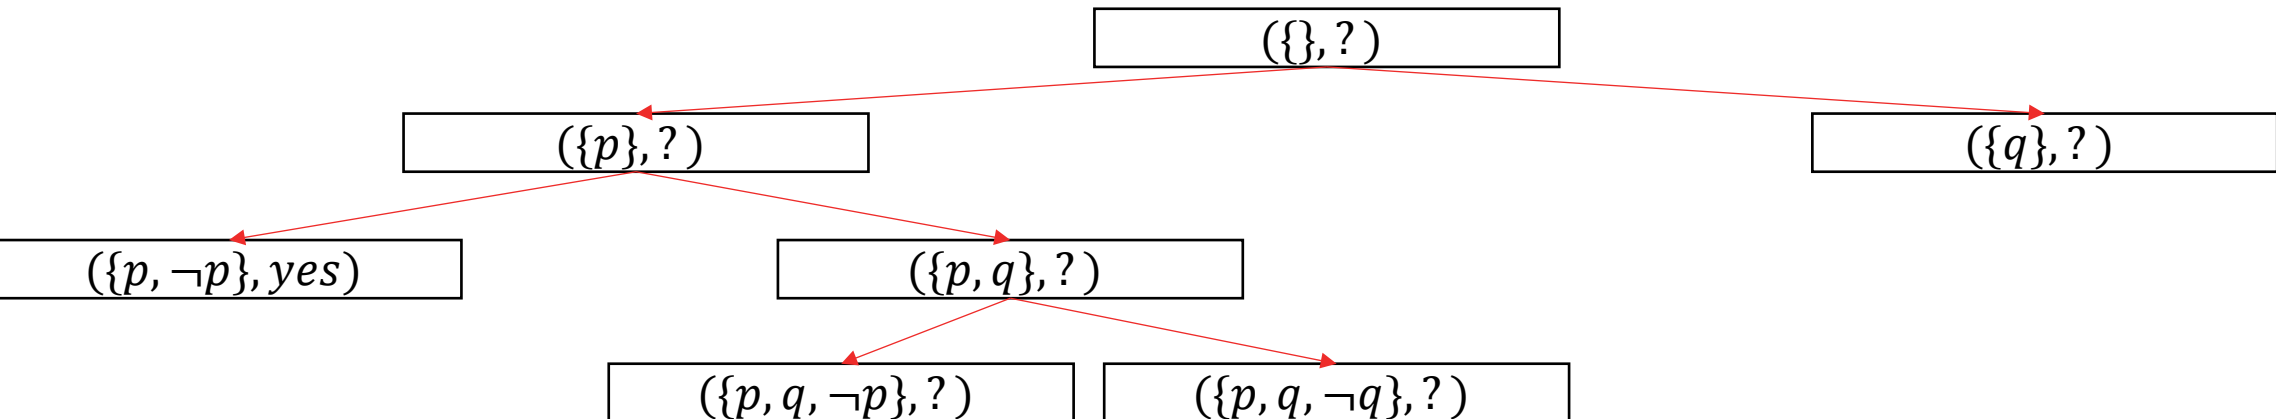 ({}, ? )
({p}, ? )
({q}, ? )
({p, ¬p}, yes)
({p, q}, ? )
({p, q, ¬p}, ? )
({p, q, ¬q}, ? )